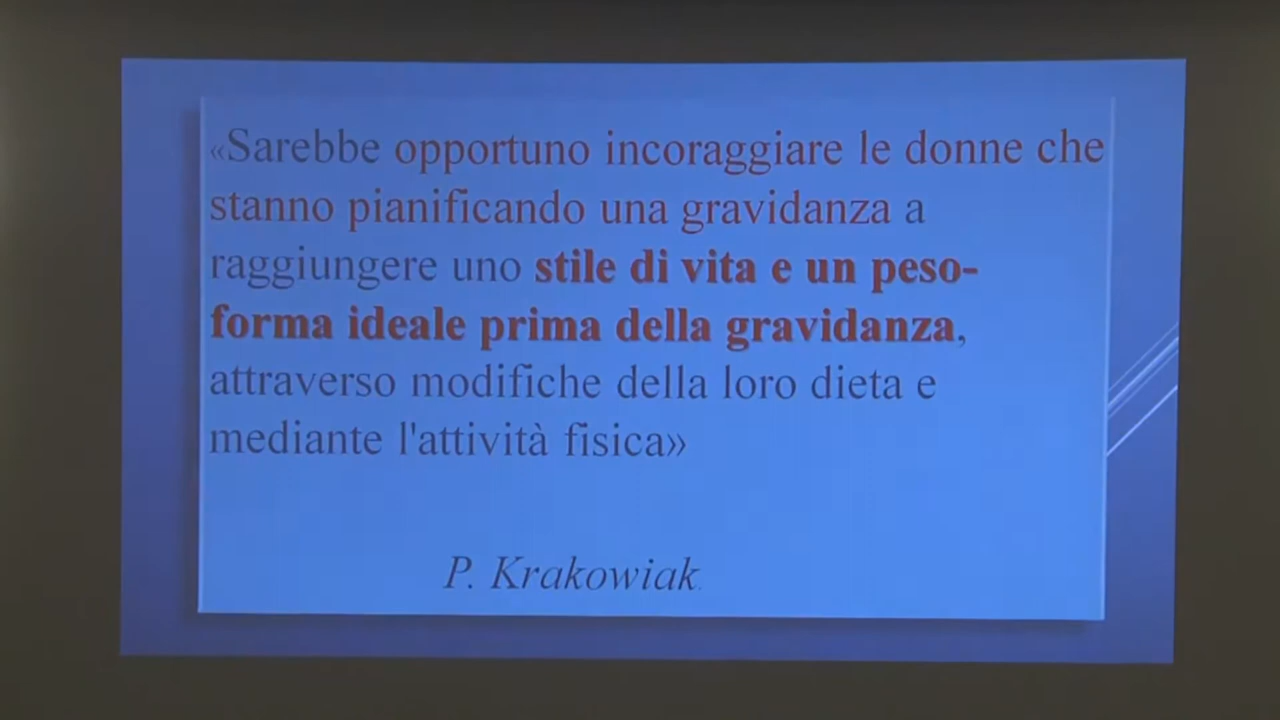 «Sarebbe opportuno incoraggiare le donne che
stanno pianificando una gravidanza a
raggiungere uno stile di vita e un peso-
forma ideale prima della gravidanza,
attraverso modifiche della loro dieta e
mediante l'attività fisica»
P. Krakowiak.